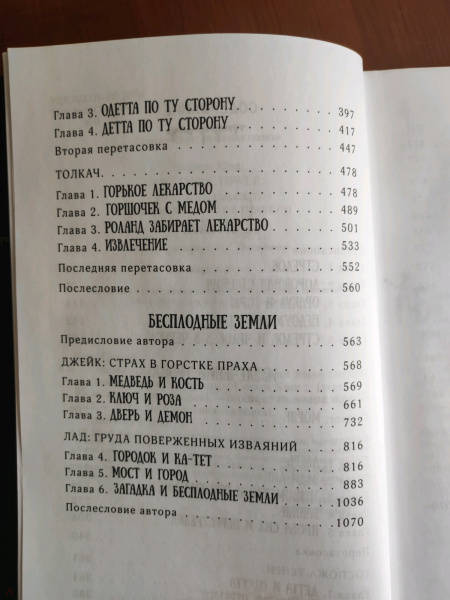 Глава 3. ОДЕТТА ПО ТУ СТОРОНУ. . . . . . . . . 397
Глава 4. ДЕТТА ПО ТУ СТОРОНУ . . . . . . . . . 417
Вторая перетасовка . . . . . . . . . . . . . . 447
ТОЛКАЧ. . . . . . . . . . . . . . . . . . . . 478
Глава 1. ГОРЬКОЕ ЛЕКАРСТВО . . . . . . . . . . 478
Глава 2. ГОРШОЧЕК С МЕДОМ . . . . . . . . . . 489
Глава 3. РОЛАНД ЗАБИРАЕТ ЛЕКАРСТВО . . . . . . 501
Глава 4. ИЗВЛЕЧЕНИЕ . . . . . . . . . . . . . 533
Последняя перетасовка . . . . . . . . . . . . 552
Послесловие . . . . . . . . . . . . . . . . . 560
БЕСПЛОДНЫЕ ЗЕМЛИ
Предисловие автора . . . . . . . . . . . . . . 563
ДЖЕЙК: СТРАХ В ГОРСТКЕ ПРАХА . . . . . . . . . 568
Глава 1. МЕДВЕДЬ И КОСТЬ . . . . . . . . . . . 569
Глава 2. КЛЮЧ И РОЗА . . . . . . . . . . . . . 661
Глава 3. ДВЕРЬ И ДЕМОН . . . . . . . . . . . . 732
ЛАД: ГРУДА ПОВЕРЖЕННЫХ ИЗВАЯНИЙ . . . . . . . 816
Глава 4. ГОРОДОК И КА-ТЕТ . . . . . . . . . . 816
Глава 5. МОСТ И ГОРОД . . . . . . . . . . . . 883
Глава 6. ЗАГАДКА И БЕСПЛОДНЫЕ ЗЕМЛИ . . . . . 1036
Послесловие автора . . . . . . . . . . . . . . 1070